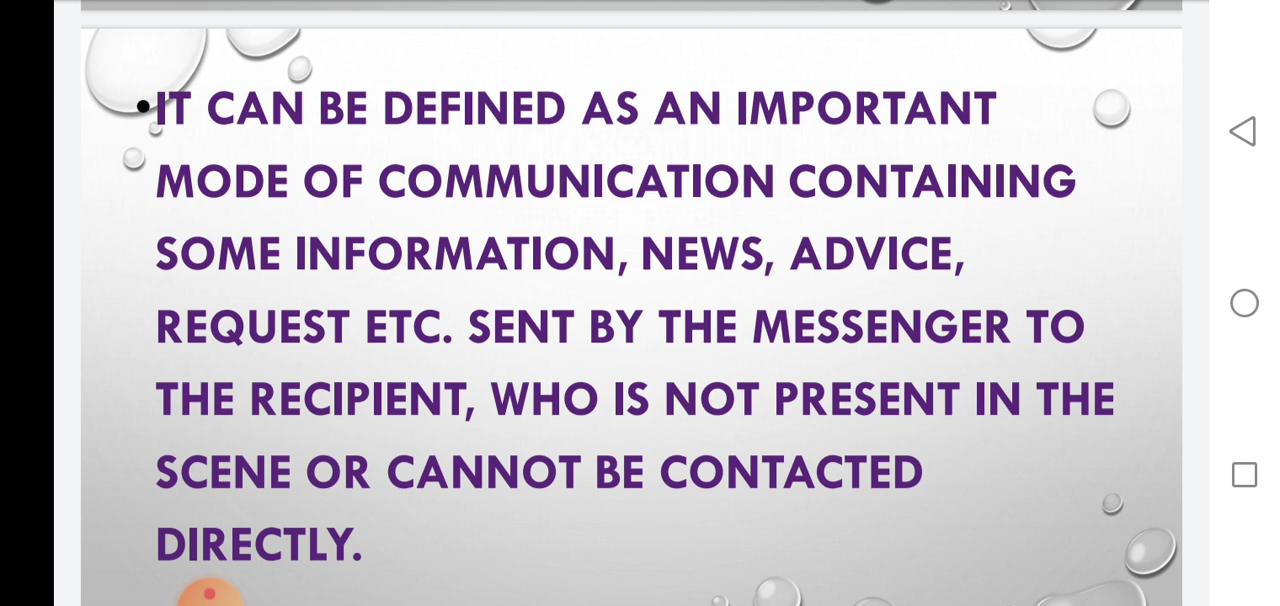 • IT CAN BE DEFINED AS AN IMPORTANT
MODE OF COMMUNICATION CONTAINING
SOME INFORMATION, NEWS, ADVICE,
REQUEST ETC. SENT BY THE MESSENGER TO
THE RECIPIENT, WHO IS NOT PRESENT IN THE
SCENE OR CANNOT BE CONTACTED
DIRECTLY.